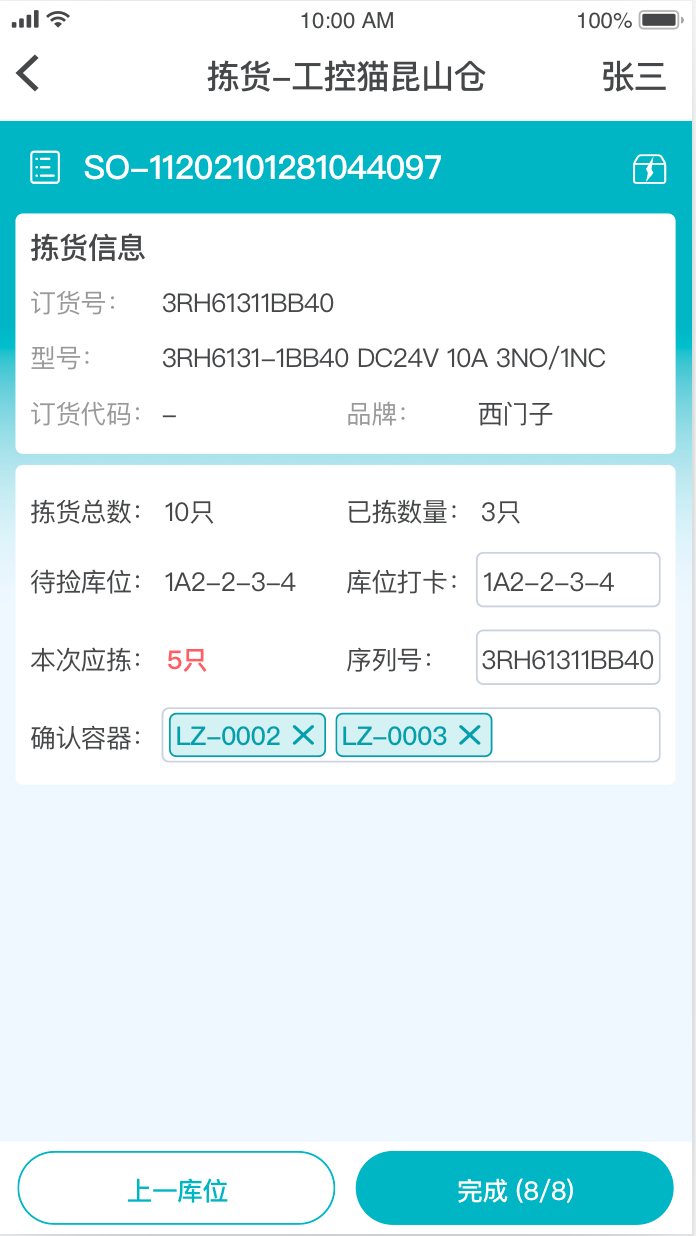 10:00 AM 100%
拣货-工控猫昆山仓 张三
SO-11202101281044097
拣货信息
订货号: 3RH61311BB40
型号: 3RH6131-1BB40 DC24V 10A 3NO/1NC
订货代码: - 品牌: 西门子
拣货总数: 10只 已拣数量: 3只
待捡库位: 1A2-2-3-4 库位打卡: 1A2-2-3-4
本次应拣: 5只 序列号: 3RH61311BB40
确认容器: LZ-0002 LZ-0003
上一库位 完成 (8/8)